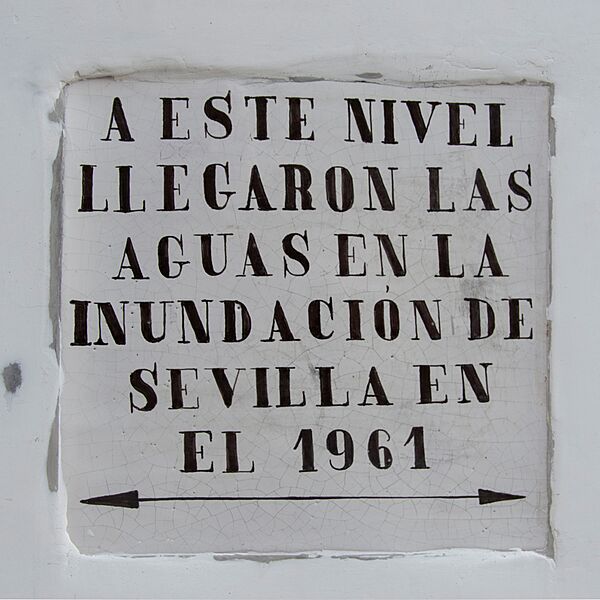 A ESTE NIVEL
LLEGARON LAS
AGUAS EN LA
INUNDACIÓN DE
SEVILLA EN
EL 1961